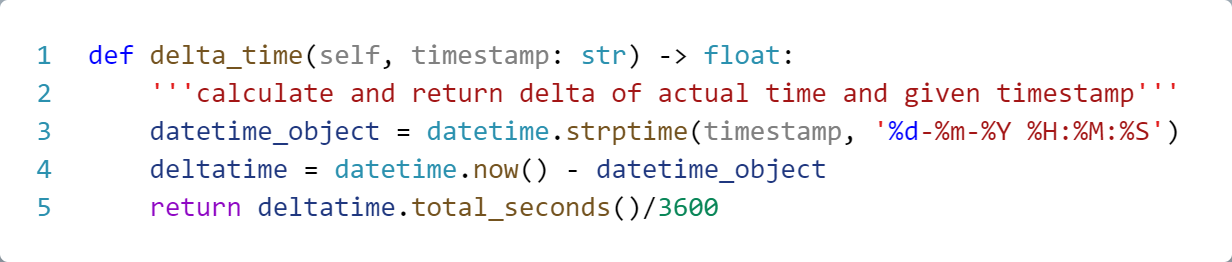 1 def delta_time(self, timestamp: str) -> float:
2     '''calculate and return delta of actual time and given timestamp'''
3     datetime_object = datetime.strptime(timestamp, '%d-%m-%Y %H:%M:%S')
4     deltatime = datetime.now() - datetime_object
5     return deltatime.total_seconds()/3600